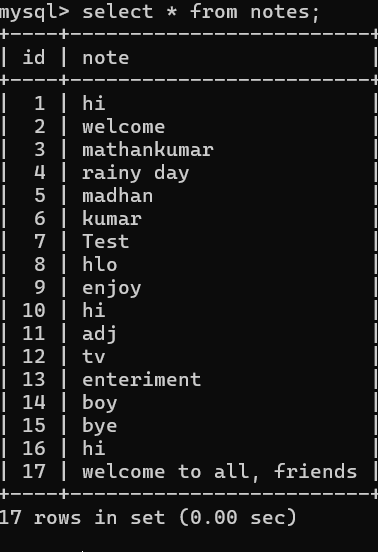 mysql> select * from notes;
+----+--------------------------+
| id | note                     |
+----+--------------------------+
|  1 | hi
|  2 | welcome
|  3 | mathankumar
|  4 | rainy day
|  5 | madhan
|  6 | kumar
|  7 | Test
|  8 | hlo
|  9 | enjoy
| 10 | hi
| 11 | adj
| 12 | tv
| 13 | enteriment
| 14 | boy
| 15 | bye
| 16 | hi
| 17 | welcome to all, friends |
+----+--------------------------+
17 rows in set (0.00 sec)